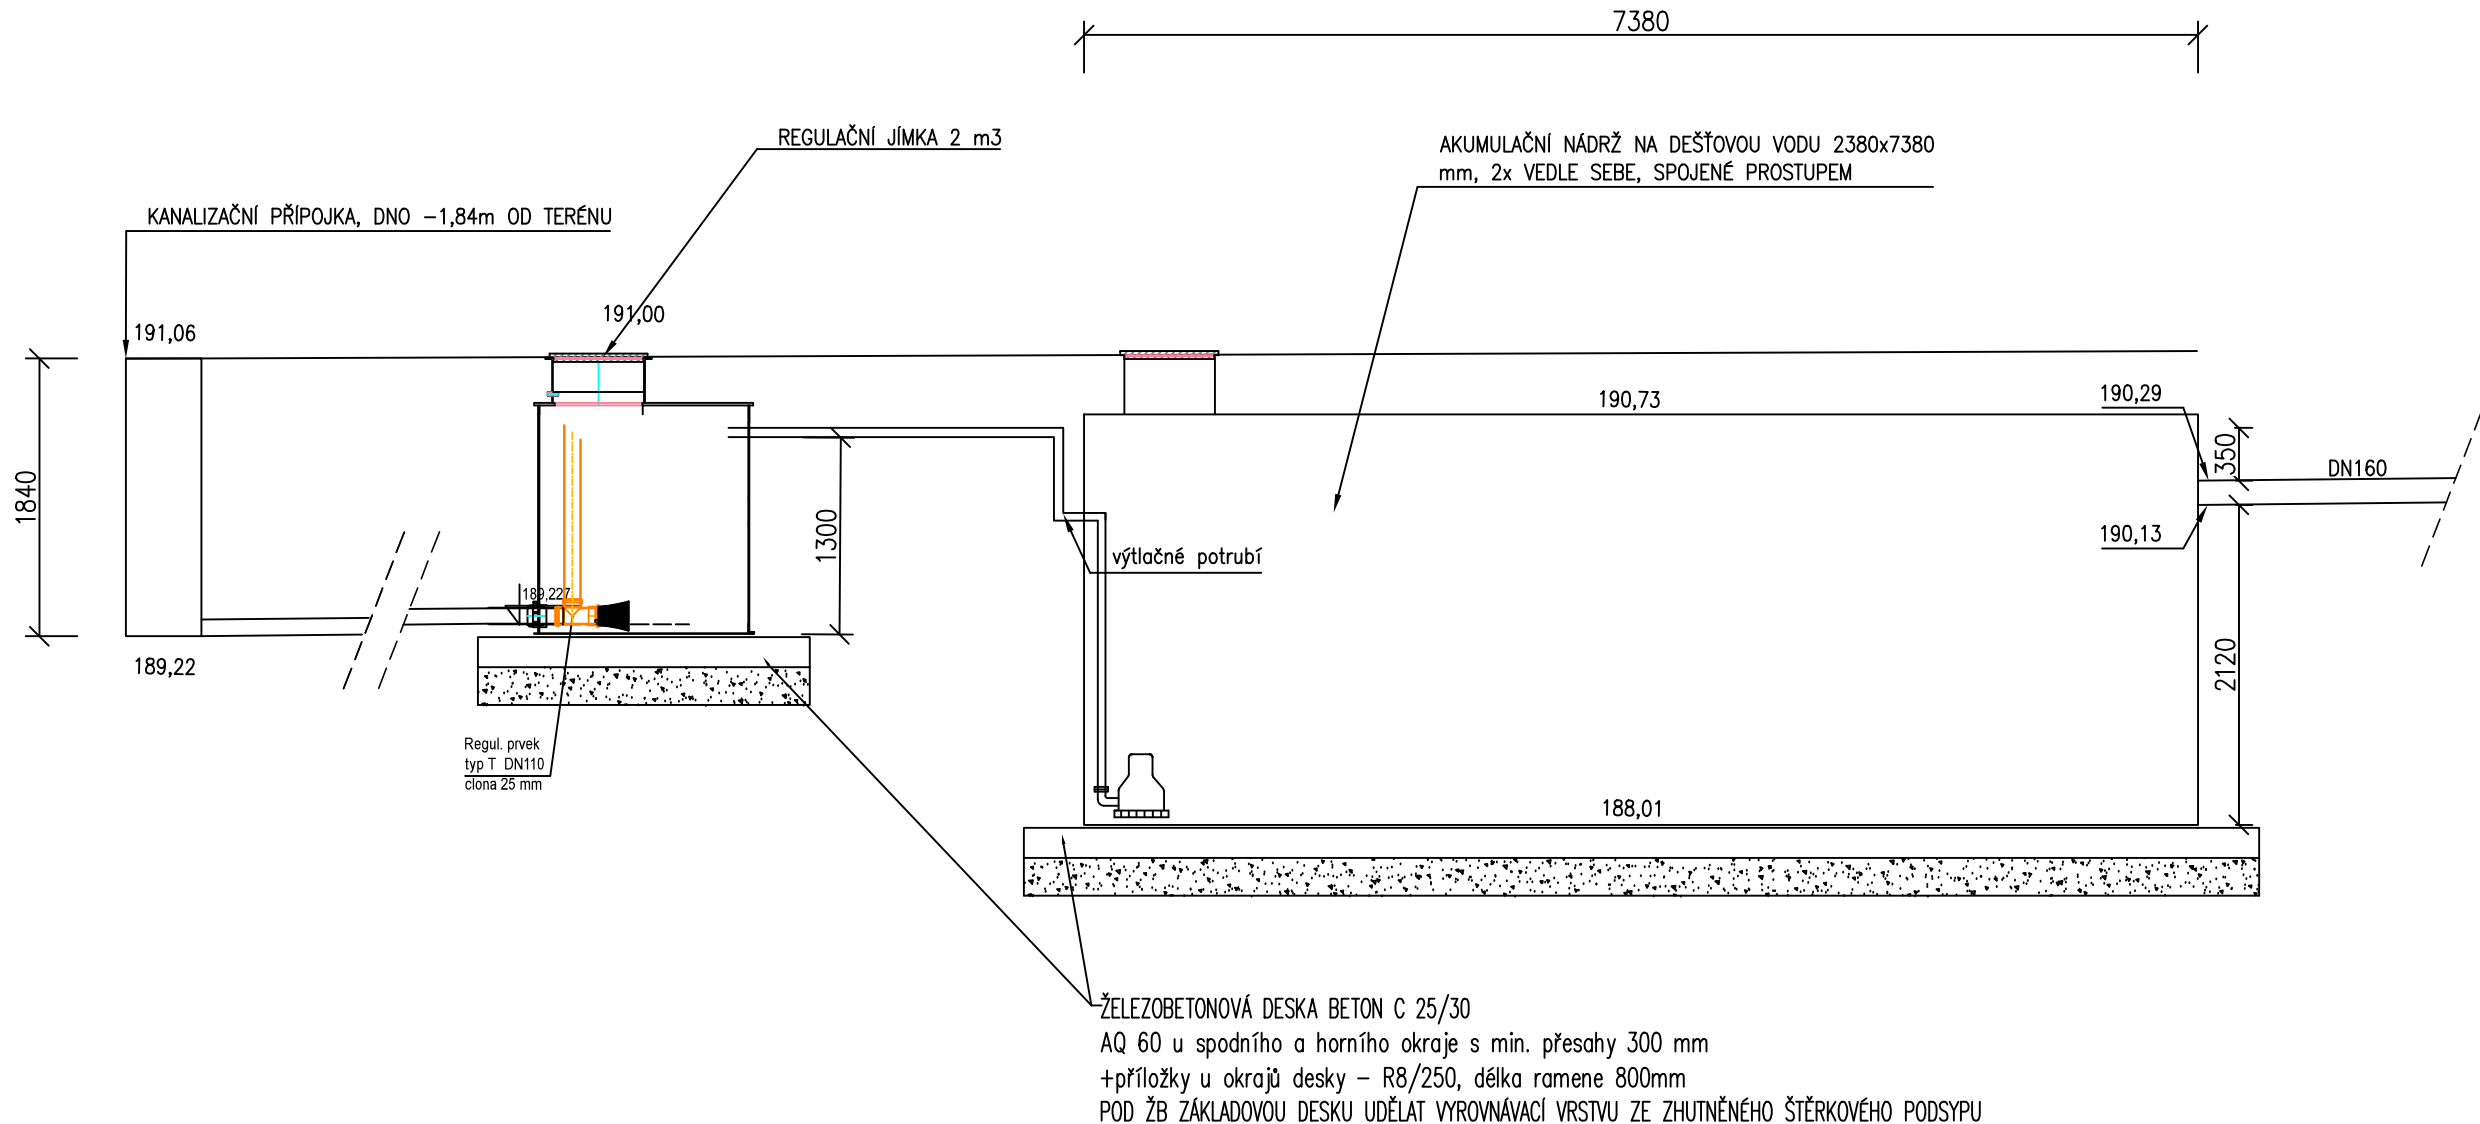 7380
REGULAČNÍ JÍMKA 2 m3
AKUMULAČNÍ NÁDRŽ NA DEŠŤOVOU VODU 2380x7380
mm, 2x VEDLE SEBE, SPOJENÉ PROSTUPEM
KANALIZAČNÍ PŘÍPOJKA, DNO −1,84m OD TERÉNU
191,00
191,06
190,73
190,29
350
DN160
1840
1300
190,13
výtlačné potrubí
189,227
189,22
2120
Regul. prvek
typ T DN110
clona 25 mm
188,01
ŽELEZOBETONOVÁ DESKA BETON C 25/30
AQ 60 u spodního a horního okraje s min. přesahy 300 mm
+příložky u okrajů desky − R8/250, délka ramene 800mm
POD ŽB ZÁKLADOVOU DESKU UDĚLAT VYROVNÁVACÍ VRSTVU ZE ZHUTNĚNÉHO ŠTĚRKOVÉHO PODSYPU